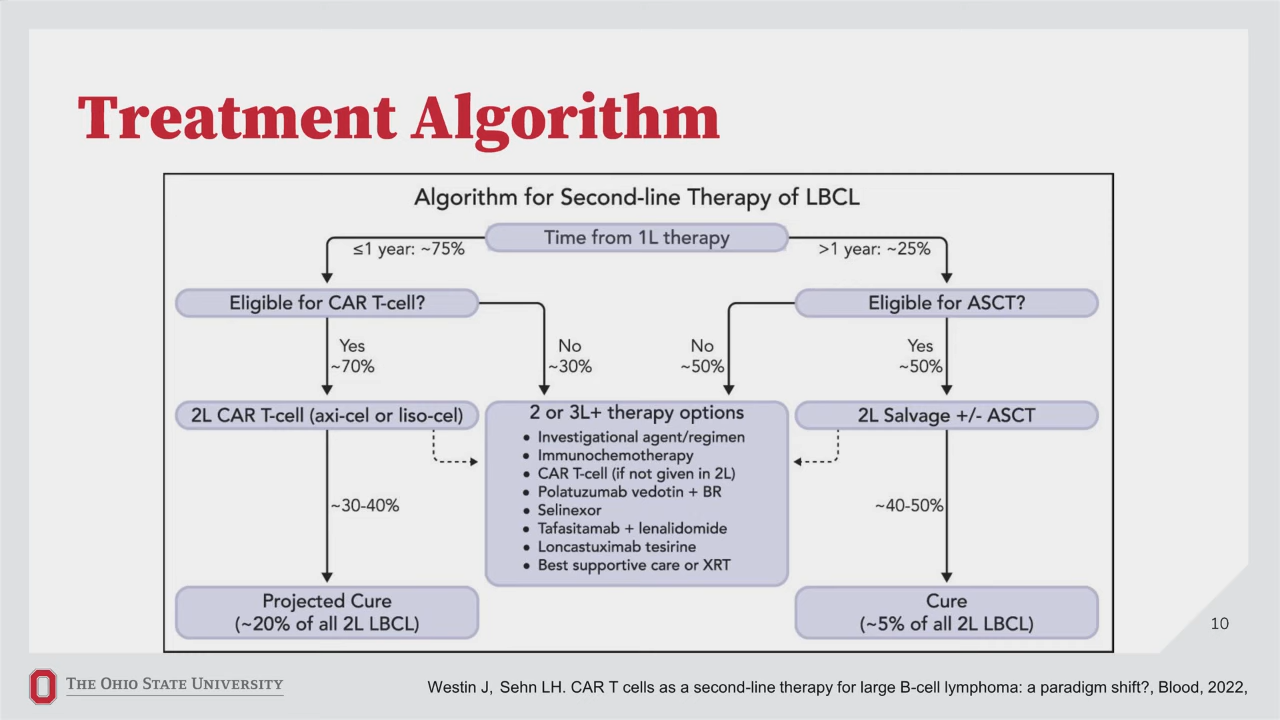 Treatment Algorithm
Algorithm for Second-line Therapy of LBCL
Time from 1L therapy
≤1 year: ~75%
>1 year: ~25%
Eligible for CAR T-cell?
Eligible for ASCT?
Yes
~70%
No
~30%
No
~50%
Yes
~50%
2L CAR T-cell (axi-cel or liso-cel)
2 or 3L+ therapy options
• Investigational agent/regimen
• Immunochemotherapy
• CAR T-cell (if not given in 2L)
• Polatuzumab vedotin + BR
• Selinexor
• Tafasitamab + lenalidomide
• Loncastuximab tesirine
• Best supportive care or XRT
2L Salvage +/- ASCT
~30-40%
~40-50%
Projected Cure
(~20% of all 2L LBCL)
Cure
(~5% of all 2L LBCL)
10
THE OHIO STATE UNIVERSITY
Westin J, Sehn LH. CAR T cells as a second-line therapy for large B-cell lymphoma: a paradigm shift?, Blood, 2022,